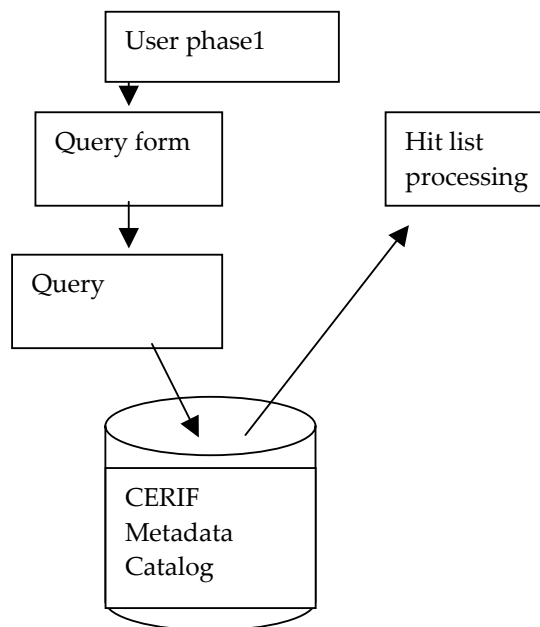 User phase1
Query form
Query
Hit list
processing
CERIF
Metadata
Catalog